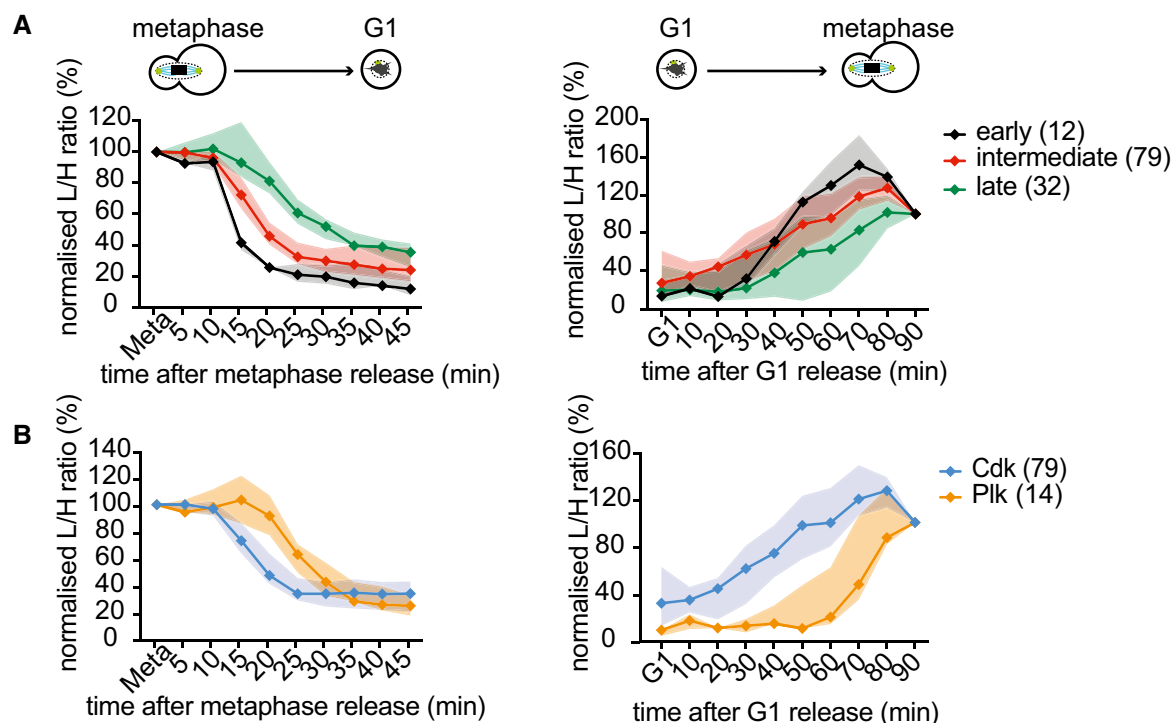 A
metaphase
G1
normalised L/H ratio (%)
120
100
80
60
40
20
0
Meta 5 10 15 20 25 30 35 40 45
time after metaphase release (min)
G1
metaphase
normalised L/H ratio (%)
200
160
120
80
40
0
G1 10 20 30 40 50 60 70 80 90
time after G1 release (min)
early (12)
intermediate (79)
late (32)
B
normalised L/H ratio (%)
140
120
100
80
60
40
20
0
Meta 5 10 15 20 25 30 35 40 45
time after metaphase release (min)
normalised L/H ratio (%)
160
120
80
40
0
G1 10 20 30 40 50 60 70 80 90
time after G1 release (min)
Cdk (79)
Plk (14)